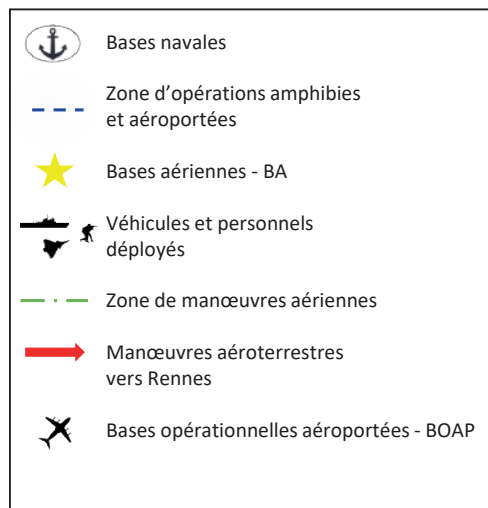 Bases navales
Zone d’opérations amphibies
et aéroportées
Bases aériennes - BA
Véhicules et personnels
déployés
Zone de manœuvres aériennes
Manœuvres aéroterrestres
vers Rennes
Bases opérationnelles aéroportées - BOAP